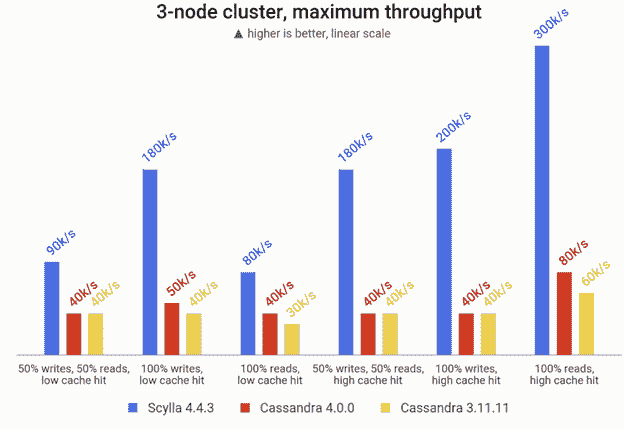 3-node cluster, maximum throughput
▲ higher is better, linear scale
90k/s
40k/s
40k/s
180k/s
50k/s
40k/s
80k/s
40k/s
30k/s
180k/s
40k/s
40k/s
200k/s
40k/s
40k/s
300k/s
80k/s
60k/s
50% writes, 50% reads,
low cache hit
100% writes,
low cache hit
100% reads,
low cache hit
50% writes, 50% reads,
high cache hit
100% writes,
high cache hit
100% reads,
high cache hit
Scylla 4.4.3
Cassandra 4.0.0
Cassandra 3.11.11